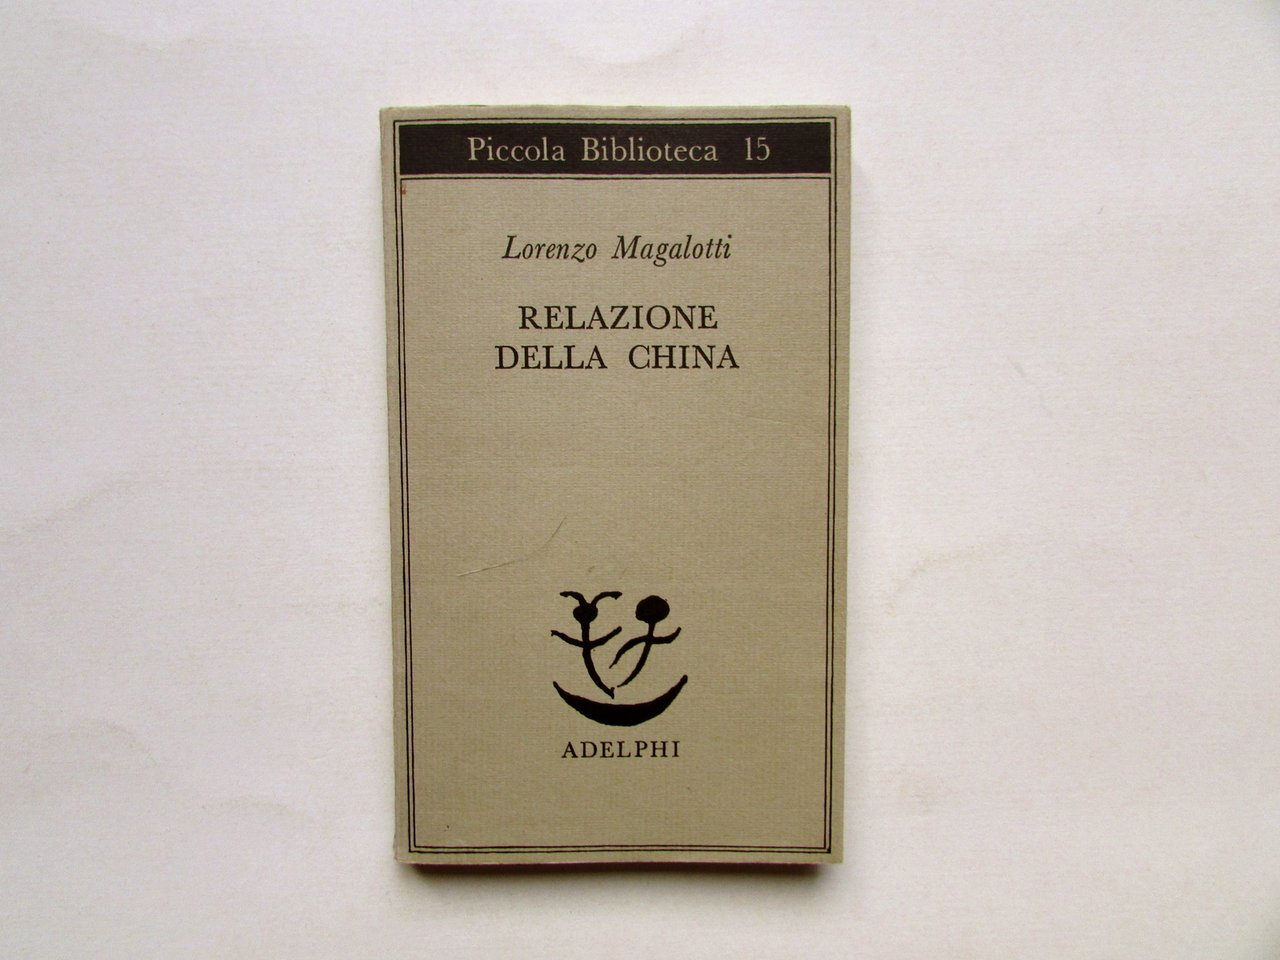 Piccola Biblioteca 15
Lorenzo Magalotti
RELAZIONE
DELLA CHINA
ADELPHI